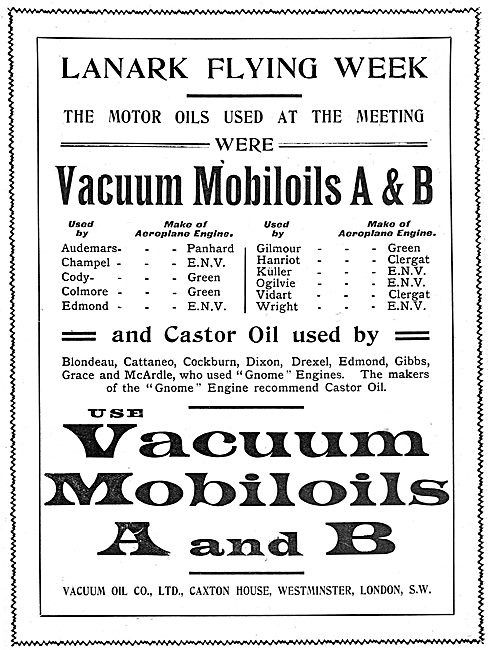 LANARK FLYING WEEK
THE MOTOR OILS USED AT THE MEETING
WERE
Vacuum Mobiloils A & B
Used by Make of Aeroplane Engine. Used by Make of Aeroplane Engine.
Audemars- - - Panhard Gilmour - - - Green
Champel - - - E.N.V. Hanriot - - - Clergat
Cody- - - - Green Küller - - - E.N.V.
Colmore - - - Green Ogilvie - - - E.N.V.
Edmond - - - E.N.V. Vidart - - - Clergat
Wright - - - E.N.V.
and Castor Oil used by
Blondeau, Cattaneo, Cockburn, Dixon, Drexel, Edmond, Gibbs,
Grace and McArdle, who used "Gnome" Engines. The makers
of the "Gnome" Engine recommend Castor Oil.
USE
Vacuum
Mobiloils
A and B
VACUUM OIL CO., LTD., CAXTON HOUSE, WESTMINSTER, LONDON, S.W.